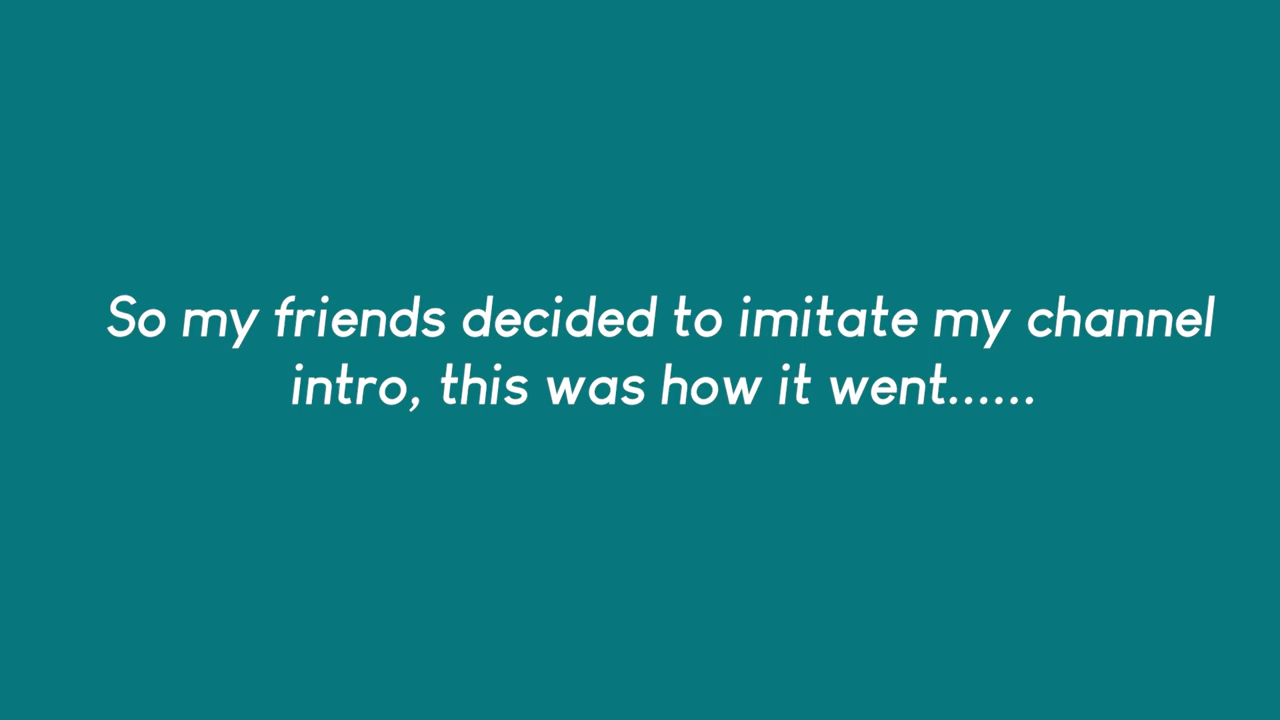 So my friends decided to imitate my channel
intro, this was how it went......